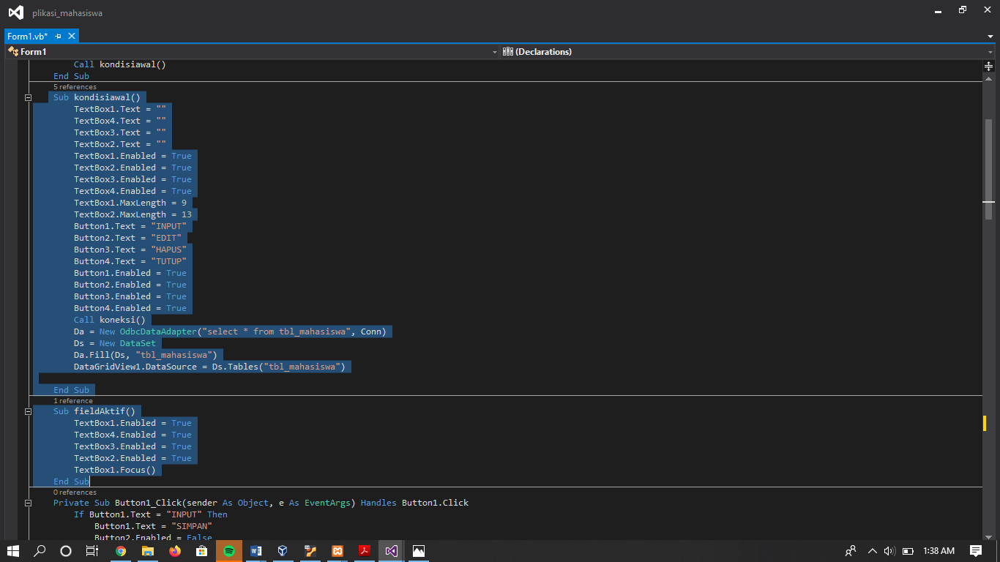 plikasi_mahasiswa
Form1.vb*
Form1
(Declarations)
Call kondisiawal()
End Sub
5 references
Sub kondisiawal()
TextBox1.Text = ""
TextBox4.Text = ""
TextBox3.Text = ""
TextBox2.Text = ""
TextBox1.Enabled = True
TextBox2.Enabled = True
TextBox3.Enabled = True
TextBox4.Enabled = True
TextBox1.MaxLength = 9
TextBox2.MaxLength = 13
Button1.Text = "INPUT"
Button2.Text = "EDIT"
Button3.Text = "HAPUS"
Button4.Text = "TUTUP"
Button1.Enabled = True
Button2.Enabled = True
Button3.Enabled = True
Button4.Enabled = True
Call koneksi()
Da = New OdbcDataAdapter("select * from tbl_mahasiswa", Conn)
Ds = New DataSet
Da.Fill(Ds, "tbl_mahasiswa")
DataGridView1.DataSource = Ds.Tables("tbl_mahasiswa")
End Sub
1 reference
Sub fieldAktif()
TextBox1.Enabled = True
TextBox4.Enabled = True
TextBox3.Enabled = True
TextBox2.Enabled = True
TextBox1.Focus()
End Sub
0 references
Private Sub Button1_Click(sender As Object, e As EventArgs) Handles Button1.Click
If Button1.Text = "INPUT" Then
Button1.Text = "SIMPAN"
Button2.Enabled = False
1:38 AM